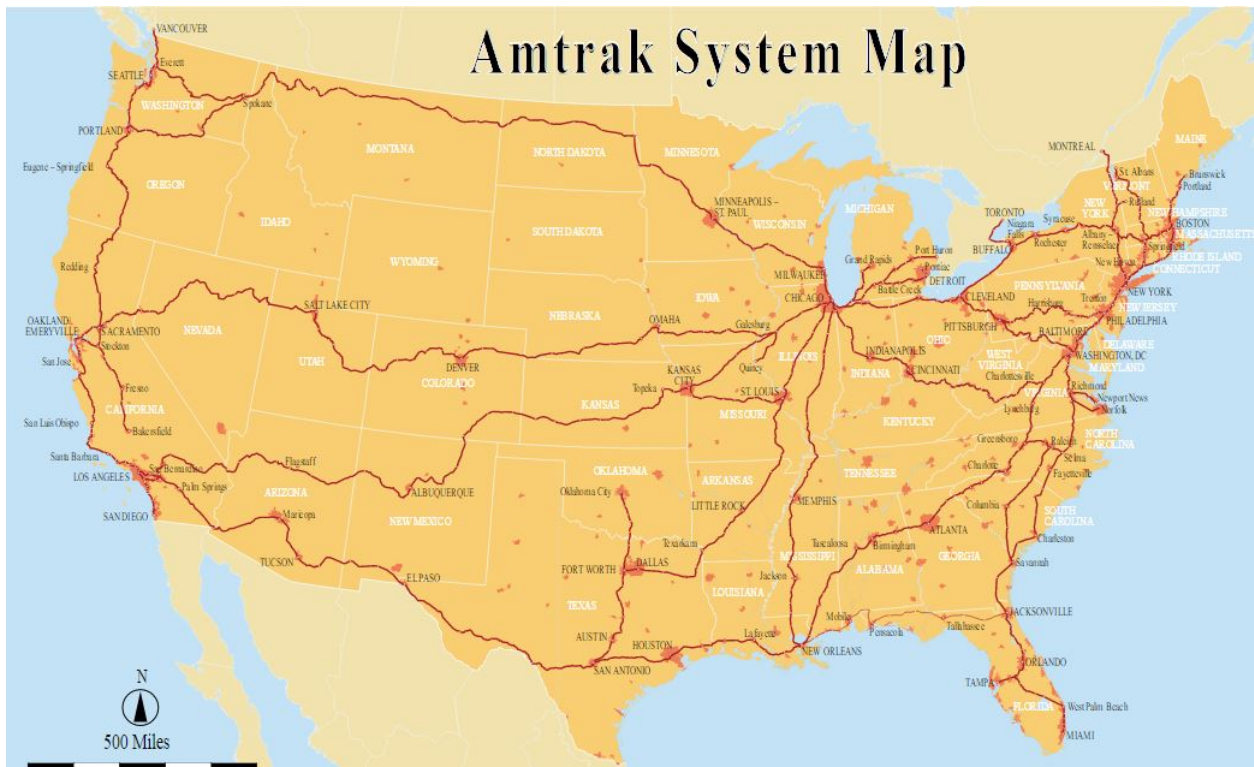 Amtrak System Map
VANCOUVER
Everett
SEATTLE
WASHINGTON
Spokane
PORTLAND
Eugene – Springfield
OREGON
IDAHO
MONTANA
NORTH DAKOTA
MINNESOTA
MINNEAPOLIS –
ST. PAUL
WISCONSIN
MICHIGAN
SOUTH DAKOTA
WYOMING
Redding
MONTREAL
MAINE
St. Albans
VERMONT
Rutland
Brunswick
Portland
NEW
YORK
NEW HAMPSHIRE
BOSTON
MASSACHUSETTS
TORONTO
Niagara
Falls
Syracuse
BUFFALO
Rochester
Albany –
Rensselaer
Springfield
RHODE ISLAND
CONNECTICUT
New Haven
Port Huron
Grand Rapids
Pontiac
DETROIT
Battle Creek
MILWAUKEE
CHICAGO
CLEVELAND
PENNSYLVANIA
NEW YORK
Harrisburg
Trenton
NEW JERSEY
PITTSBURGH
PHILADELPHIA
BALTIMORE
DELAWARE
WASHINGTON, DC
MARYLAND
IOWA
NEBRASKA
OMAHA
Galesburg
SALT LAKE CITY
NEVADA
OAKLAND,
EMERYVILLE
SACRAMENTO
Stockton
San Jose
UTAH
DENVER
COLORADO
ILLINOIS
Quincy
INDIANAPOLIS
INDIANA
OHIO
CINCINNATI
WEST
VIRGINIA
Charlottesville
VIRGINIA
Richmond
Newport News
Norfolk
Lynchburg
KANSAS
CITY
Topeka
KANSAS
ST. LOUIS
MISSOURI
KENTUCKY
Fresno
CALIFORNIA
San Luis Obispo
Bakersfield
Santa Barbara
San Bernardino
LOS ANGELES
Palm Springs
SAN DIEGO
Flagstaff
ARIZONA
Maricopa
TUCSON
ALBUQUERQUE
NEW MEXICO
EL PASO
OKLAHOMA
Oklahoma City
ARKANSAS
LITTLE ROCK
MEMPHIS
TENNESSEE
Greensboro
Raleigh
NORTH
CAROLINA
Selma
Charlotte
Fayetteville
Columbia
SOUTH
CAROLINA
Charleston
ATLANTA
Tuscaloosa
Birmingham
GEORGIA
Savannah
ALABAMA
MISSISSIPPI
Jackson
Texarkana
FORT WORTH
DALLAS
TEXAS
LOUISIANA
AUSTIN
HOUSTON
SAN ANTONIO
Lafayette
NEW ORLEANS
Mobile
Pensacola
Tallahassee
JACKSONVILLE
ORLANDO
TAMPA
FLORIDA
West Palm Beach
MIAMI
N
500 Miles